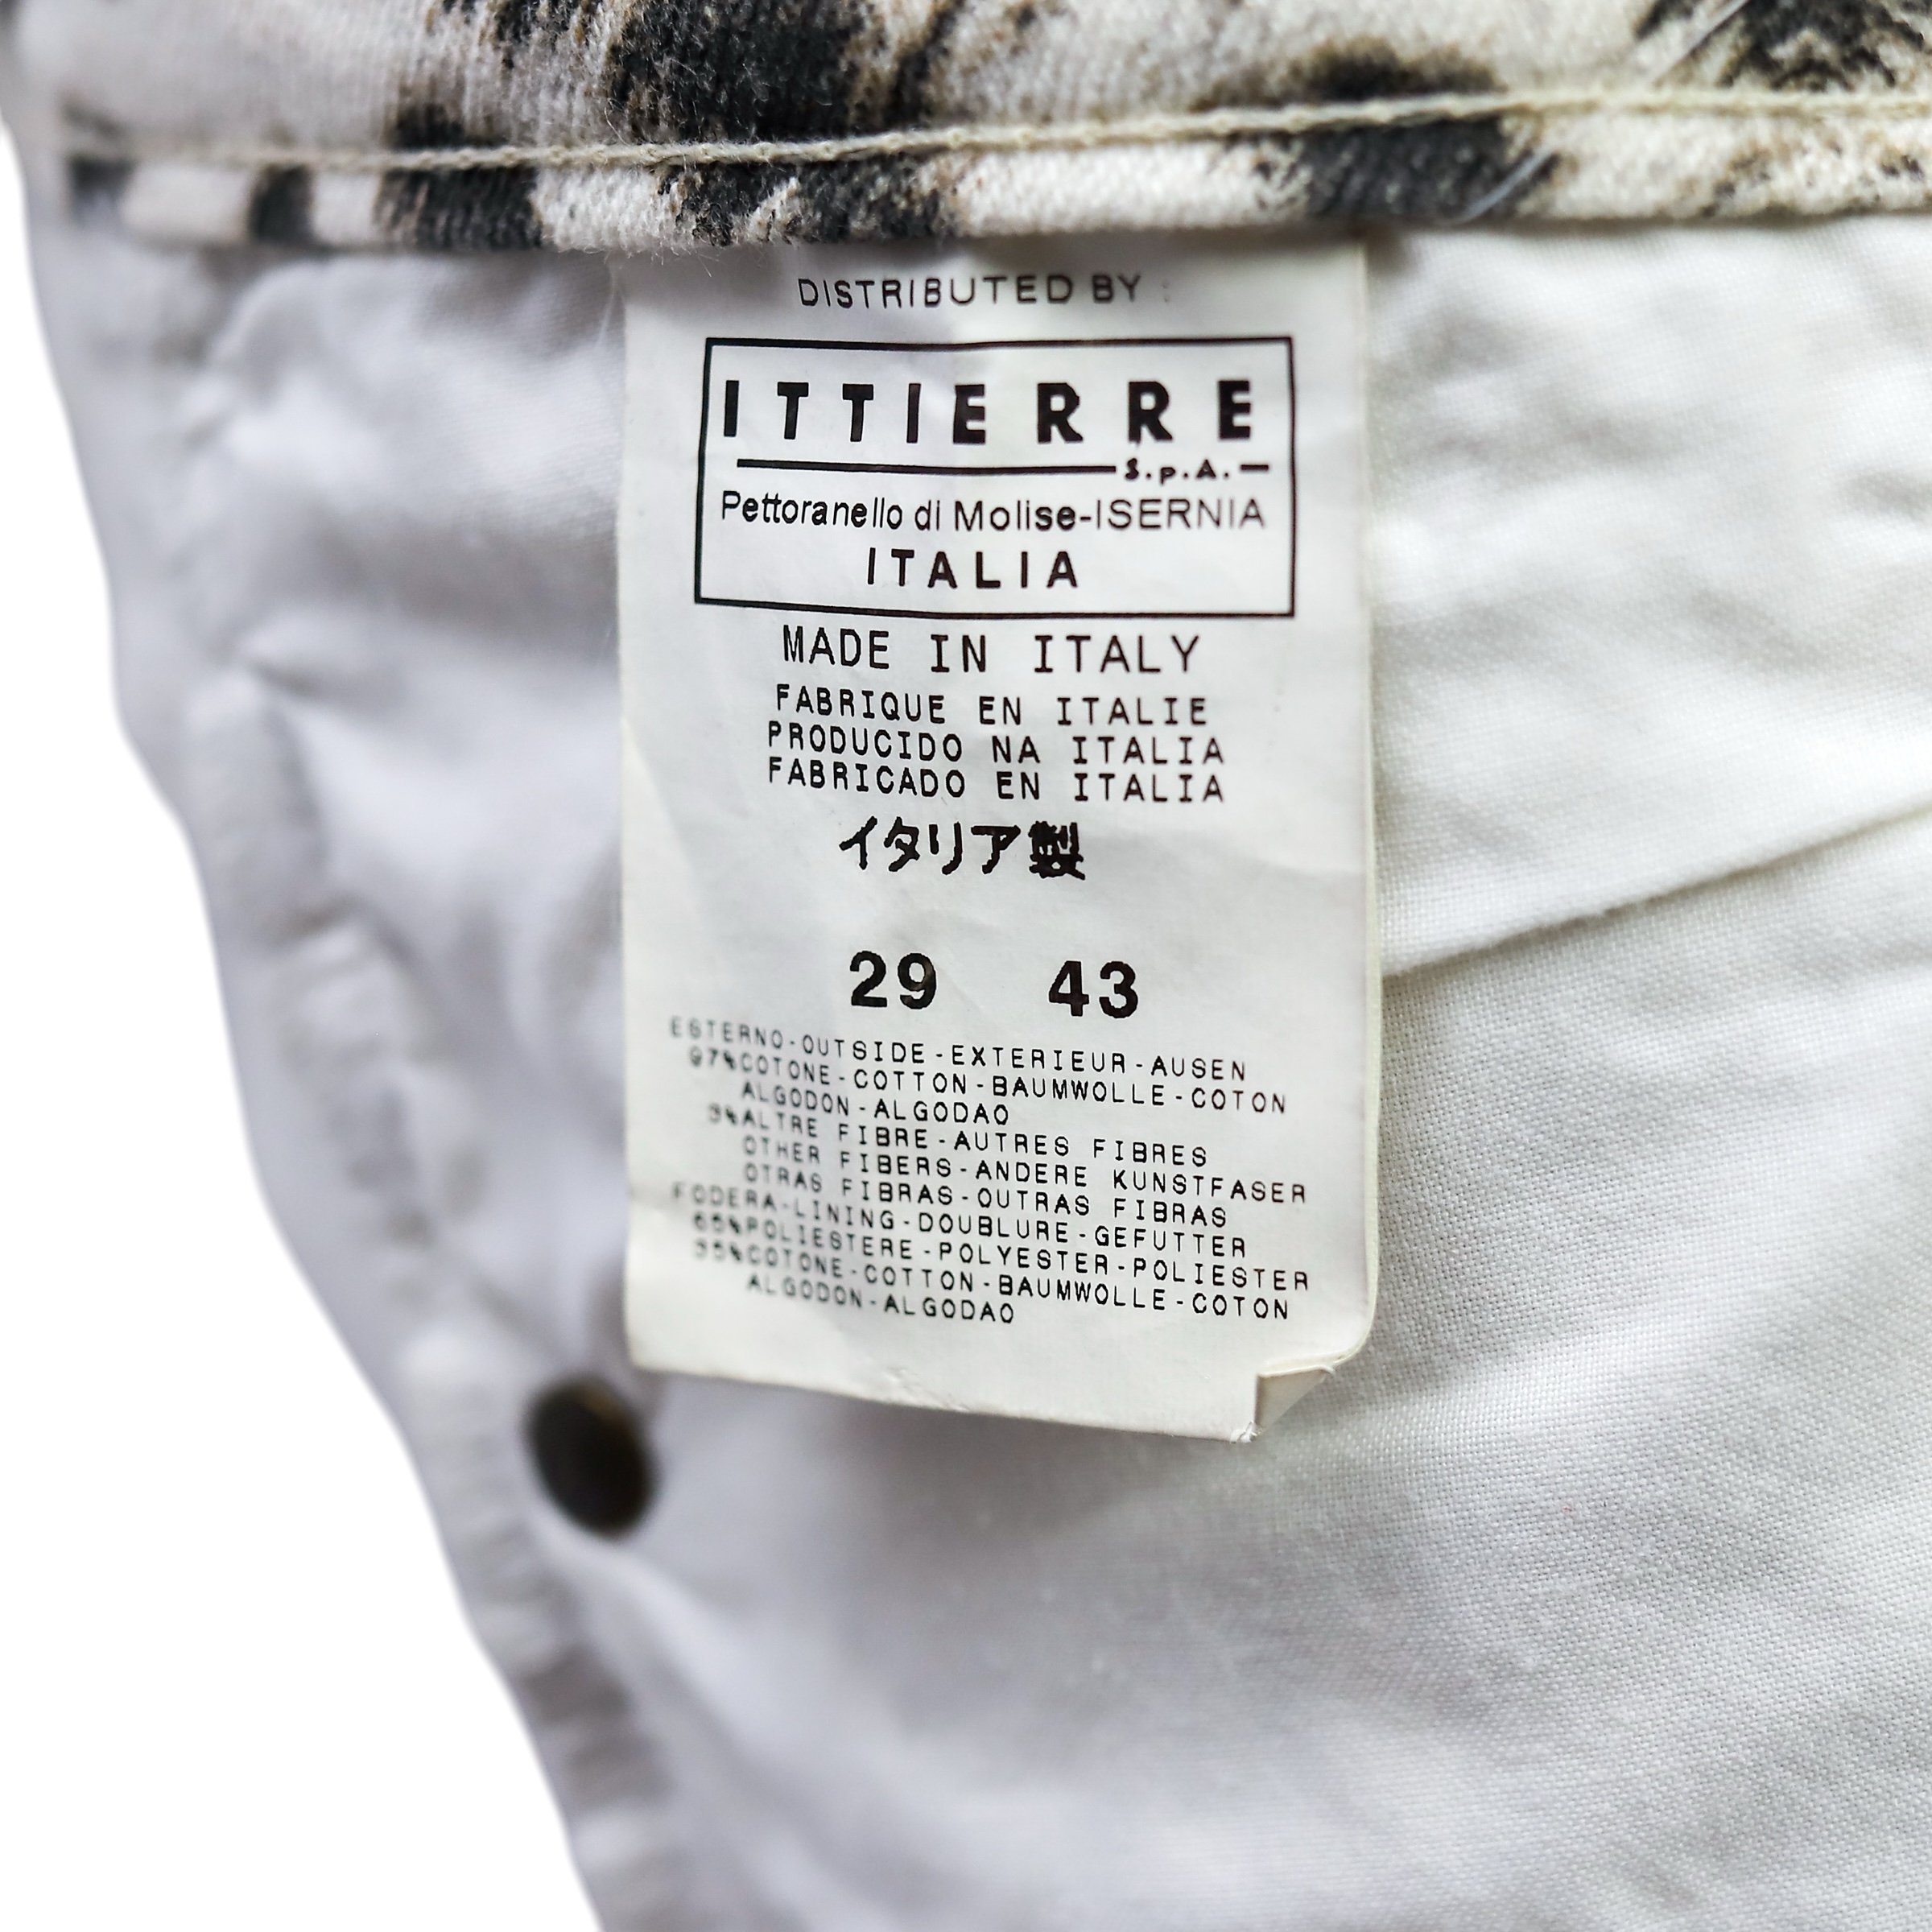 DISTRIBUTED BY :
ITTIERRE
S.p.A.
Pettoranello di Molise-ISERNIA
ITALIA
MADE IN ITALY
FABRIQUE EN ITALIE
PRODUCIDO NA ITALIA
FABRICADO EN ITALIA
イタリア製
29 43
ESTERNO-OUTSIDE-EXTERIEUR-AUSEN
97%COTONE-COTTON-BAUMWOLLE-COTON
ALGODON-ALGODAO
3%ALTRE FIBRE-AUTRES FIBRES
OTHER FIBERS-ANDERE KUNSTFASER
OTRAS FIBRAS-OUTRAS FIBRAS
FODERA-LINING-DOUBLURE-GEFUTTER
65%POLIESTERE-POLYESTER-POLIESTER
35%COTONE-COTTON-BAUMWOLLE-COTON
ALGODON-ALGODAO